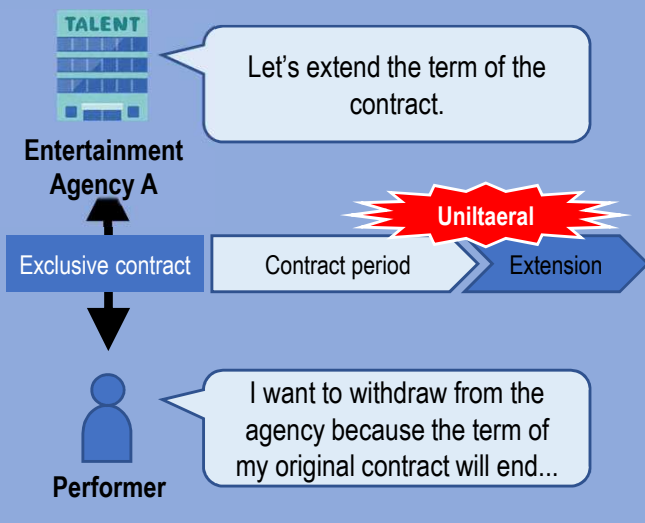 TALENT
Let's extend the term of the
contract.
Entertainment
Agency A
Uniltaeral
Exclusive contract
Contract period
Extension
I want to withdraw from the
agency because the term of
my original contract will end...
Performer